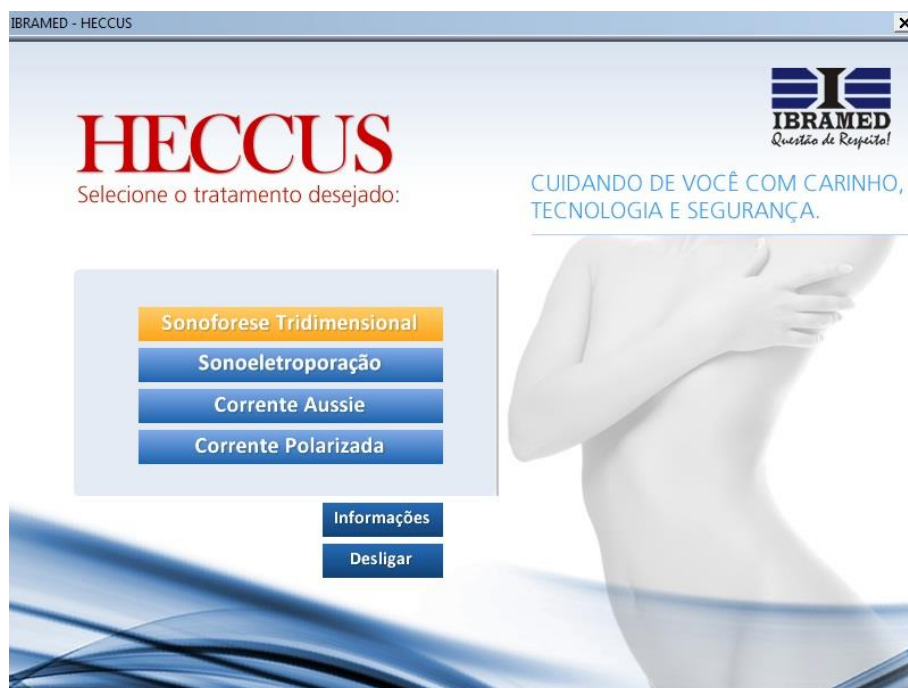 IBRAMED - HECCUS
IBRAMED
Questão de Respeito!
HECCUS
Selecione o tratamento desejado:
CUIDANDO DE VOCÊ COM CARINHO,
TECNOLOGIA E SEGURANÇA.
Sonoforese Tridimensional
Sonoeletroporação
Corrente Aussie
Corrente Polarizada
Informações
Desligar